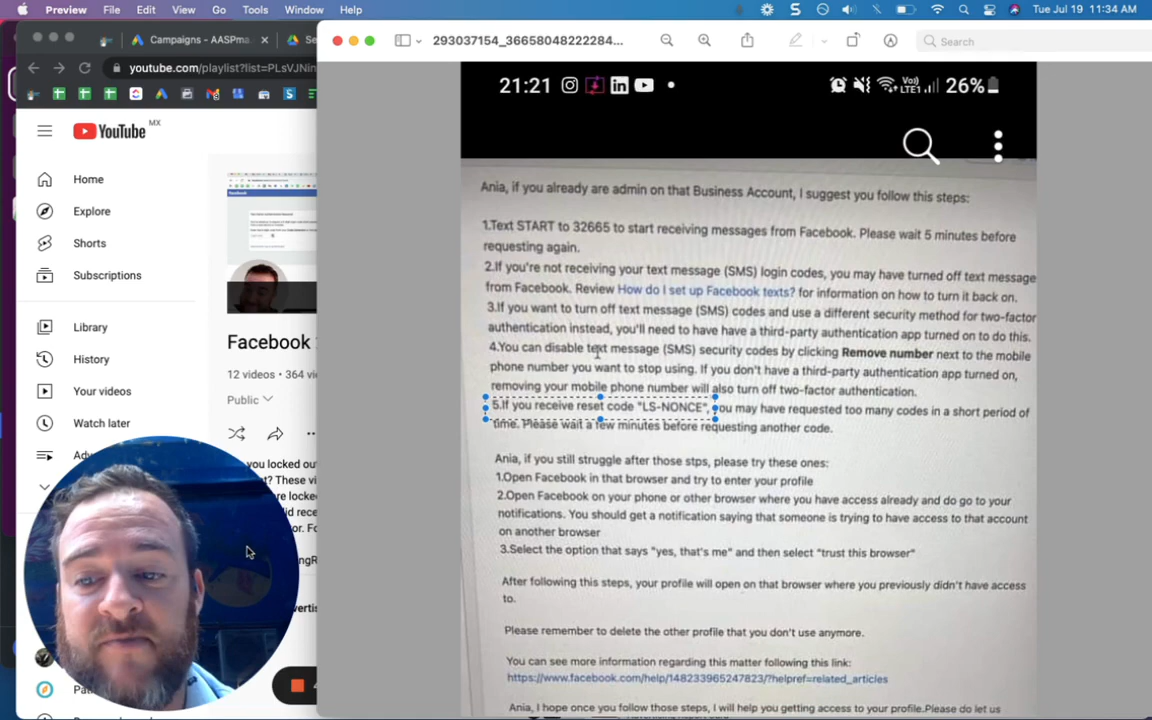 Preview File Edit View Go Tools Window Help
Tue Jul 19 11:34 AM
Campaigns - AASPma...
Se
youtube.com/playlist?list=PLsVJNin
293037154_36658048222284...
Search
YouTube MX
Home
Explore
Shorts
Subscriptions
Library
History
Your videos
Watch later
Facebook
12 videos • 364 vi
Public
you locked out
? These vi
re locked
did rece
or. Fo
ngR
vertis
21:21
Vo)) LTE1 26%
Ania, if you already are admin on that Business Account, I suggest you follow this steps:
1.Text START to 32665 to start receiving messages from Facebook. Please wait 5 minutes before
requesting again.
2.If you're not receiving your text message (SMS) login codes, you may have turned off text message
from Facebook. Review How do I set up Facebook texts? for information on how to turn it back on.
3.If you want to turn off text message (SMS) codes and use a different security method for two-factor
authentication instead, you'll need to have have a third-party authentication app turned on to do this.
4.You can disable text message (SMS) security codes by clicking Remove number next to the mobile
phone number you want to stop using. If you don't have a third-party authentication app turned on,
removing your mobile phone number will also turn off two-factor authentication.
5.If you receive reset code "LS-NONCE", you may have requested too many codes in a short period of
time. Please wait a few minutes before requesting another code.
Ania, if you still struggle after those stps, please try these ones:
1.Open Facebook in that browser and try to enter your profile
2.Open Facebook on your phone or other browser where you have access already and do go to your
notifications. You should get a notification saying that someone is trying to have access to that account
on another browser
3.Select the option that says "yes, that's me" and then select "trust this browser"
After following this steps, your profile will open on that browser where you previously didn't have access
to.
Please remember to delete the other profile that you don't use anymore.
You can see more information regarding this matter following this link:
https://www.facebook.com/help/148233965247823/?helpref=related_articles
Ania, I hope once you follow those steps, I will help you getting access to your profile.Please do let us